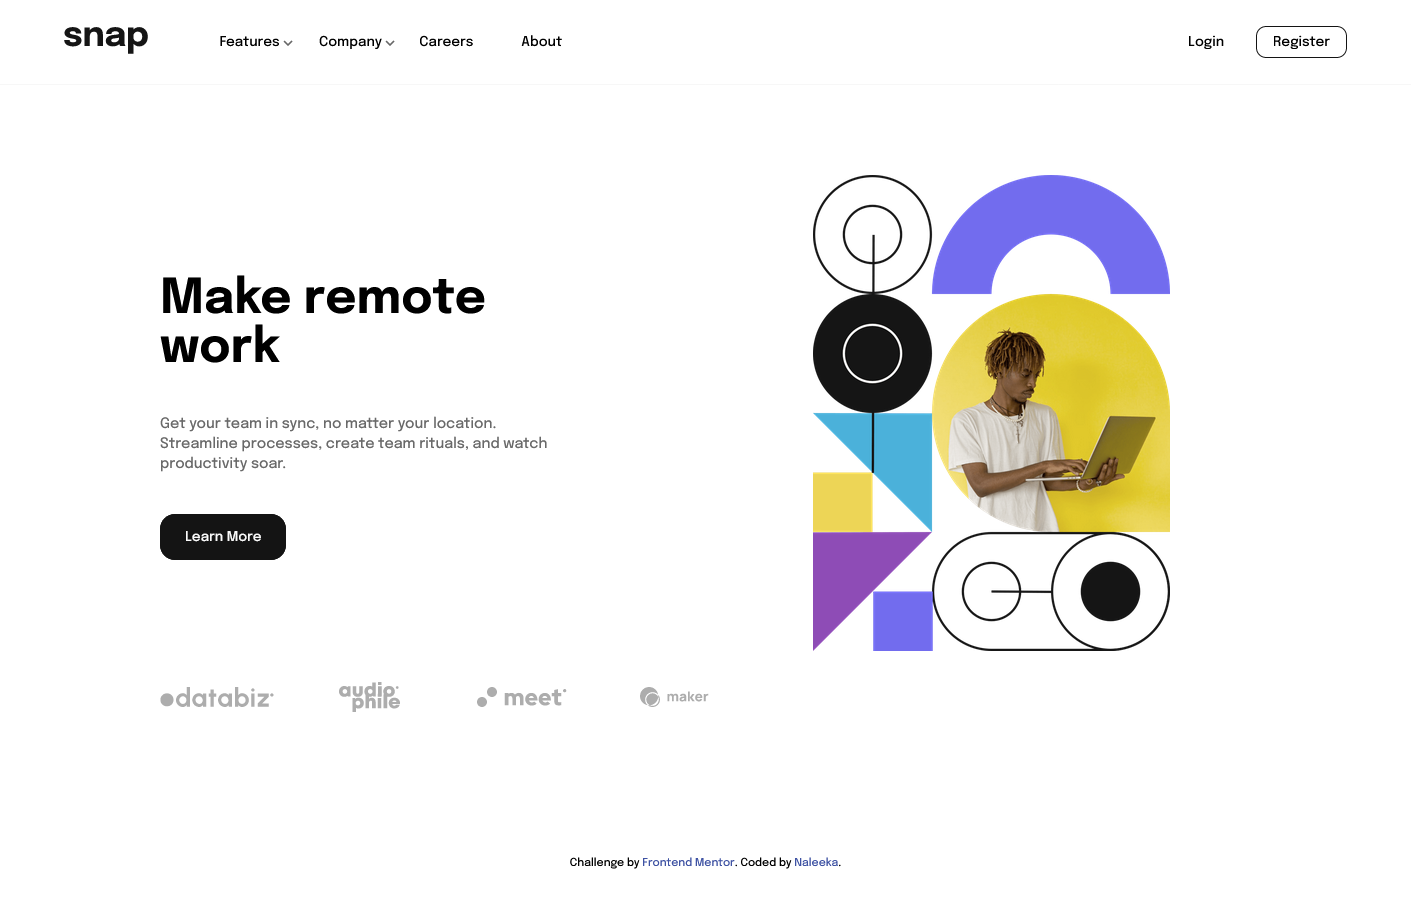 snap
Features
Company
Careers
About
Login
Register
Make remote
work
Get your team in sync, no matter your location.
Streamline processes, create team rituals, and watch
productivity soar.
Learn More
databiz
audio
phile
meet
maker
Challenge by Frontend Mentor. Coded by Naleeka.